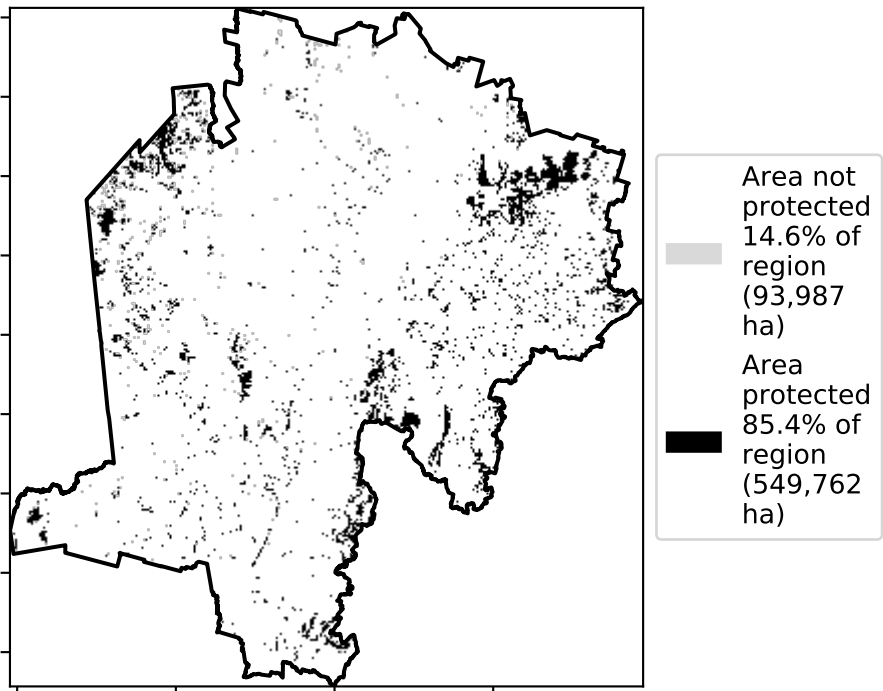 Area not
protected
14.6% of
region
(93,987
ha)
Area
protected
85.4% of
region
(549,762
ha)